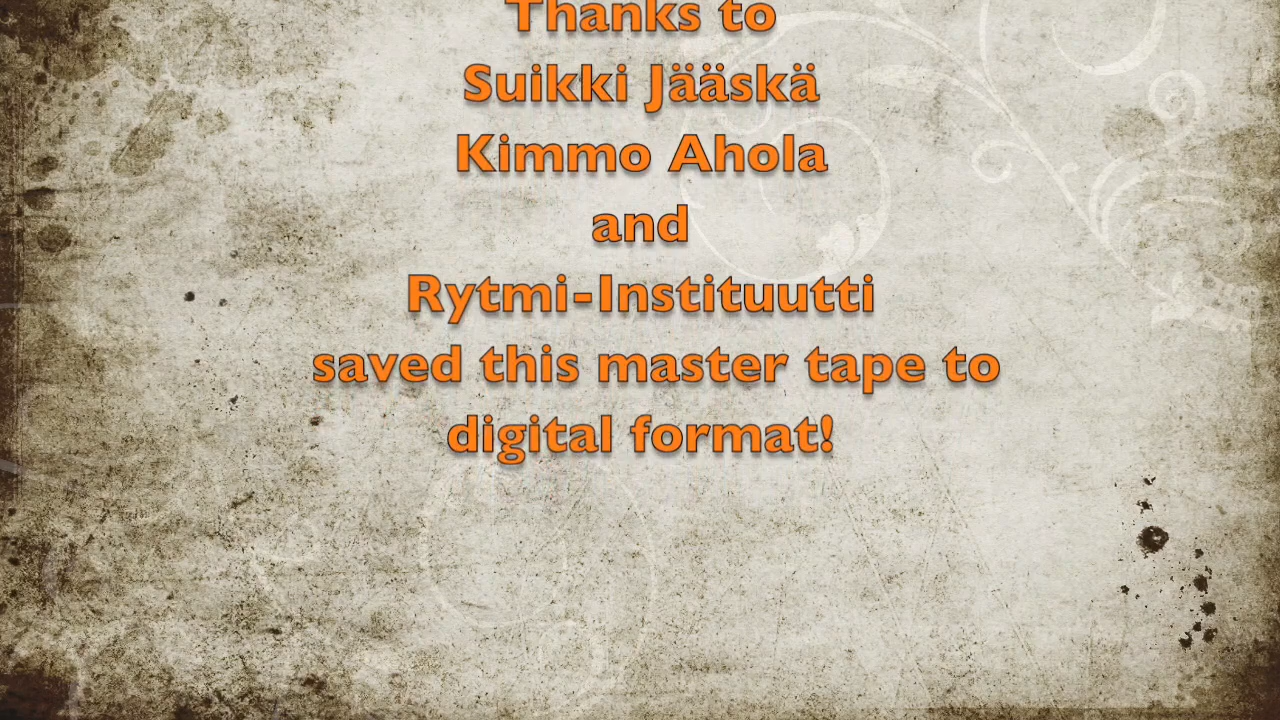 Thanks to
Suikki Jääskä
Kimmo Ahola
and
Rytmi-Instituutti
saved this master tape to
digital format!